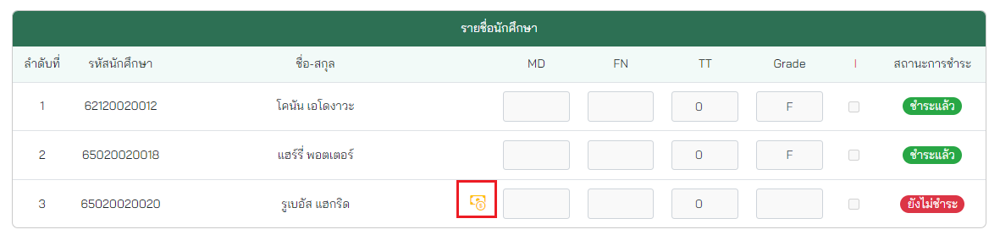 รายชื่อนักศึกษา
ลำดับที่ รหัสนักศึกษา ชื่อ-สกุล MD FN TT Grade I สถานะการชำระ
1 62120020012 โคนัน เอโดงาวะ 0 F ชำระแล้ว
2 65020020018 แฮร์รี่ พอตเตอร์ 0 F ชำระแล้ว
3 65020020020 รูเบอัส แฮกริด 0 ยังไม่ชำระ